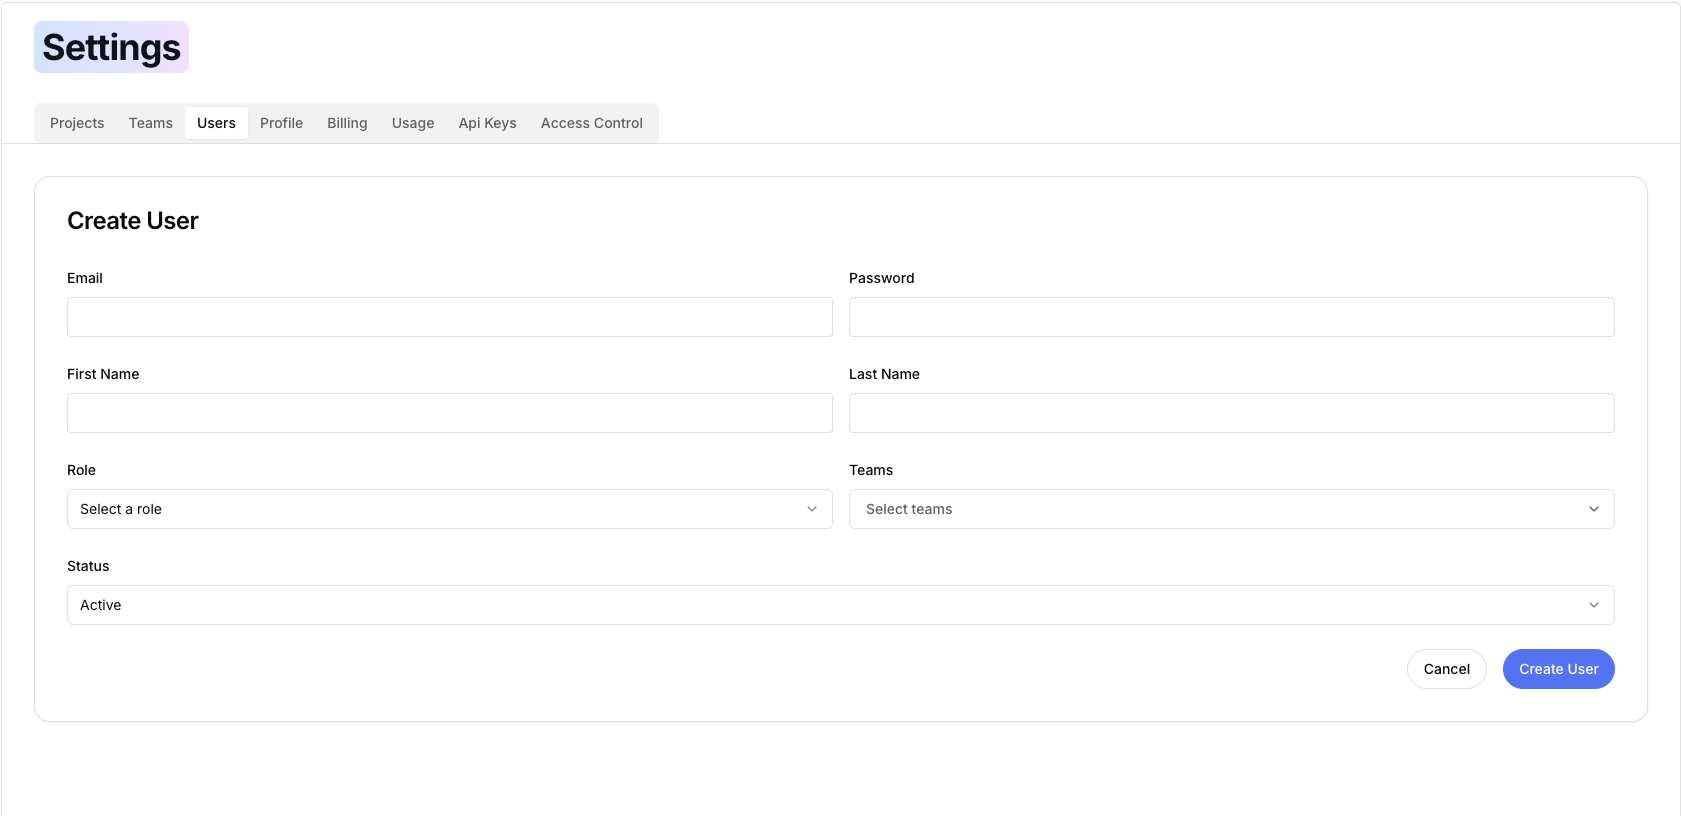 Settings
Projects Teams Users Profile Billing Usage Api Keys Access Control
Create User
Email Password
First Name Last Name
Role Teams
Select a role Select teams
Status
Active
Cancel Create User